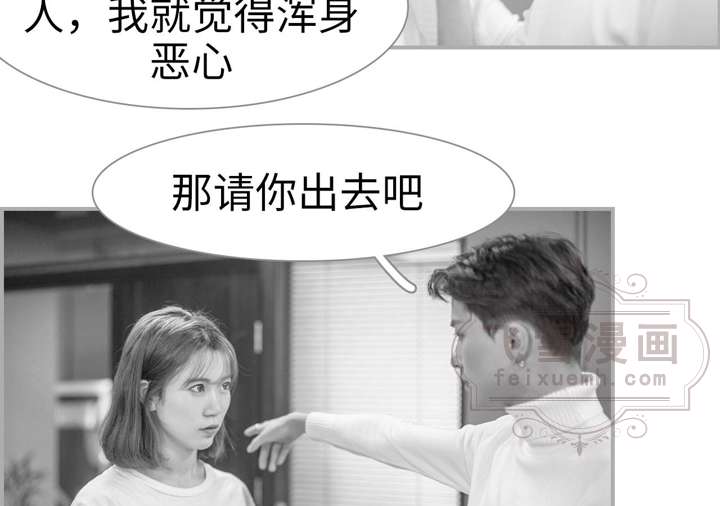 人，我就觉得浑身
恶心
那请你出去吧
漫画
feixuemh.com